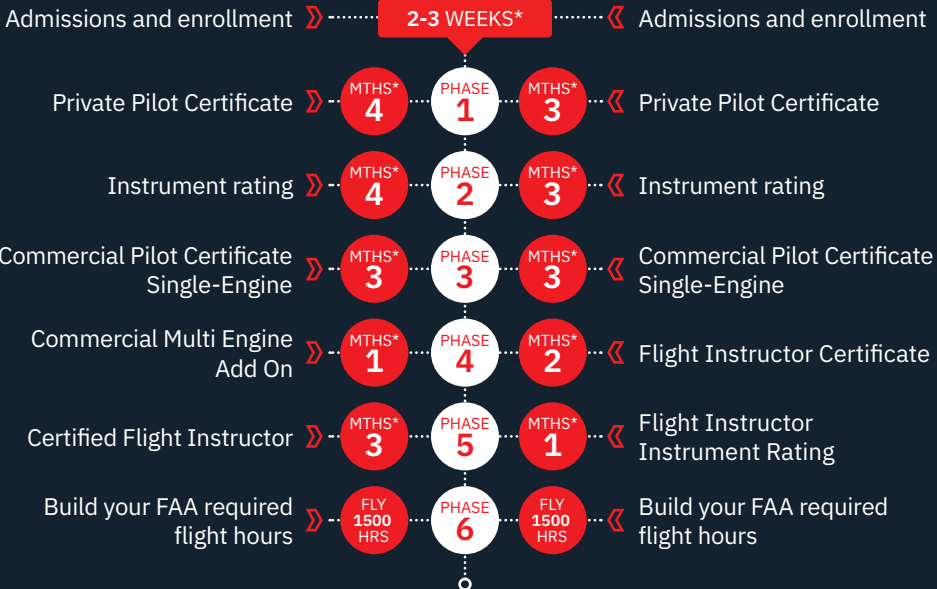 Admissions and enrollment
2-3 WEEKS*
Admissions and enrollment
Private Pilot Certificate
MTHS*
4
PHASE
1
MTHS*
3
Private Pilot Certificate
Instrument rating
MTHS*
4
PHASE
2
MTHS*
3
Instrument rating
Commercial Pilot Certificate
Single-Engine
MTHS*
3
PHASE
3
MTHS*
3
Commercial Pilot Certificate
Single-Engine
Commercial Multi Engine
Add On
MTHS*
1
PHASE
4
MTHS*
2
Flight Instructor Certificate
Certified Flight Instructor
MTHS*
3
PHASE
5
MTHS*
1
Flight Instructor
Instrument Rating
Build your FAA required
flight hours
FLY
1500
HRS
PHASE
6
FLY
1500
HRS
Build your FAA required
flight hours